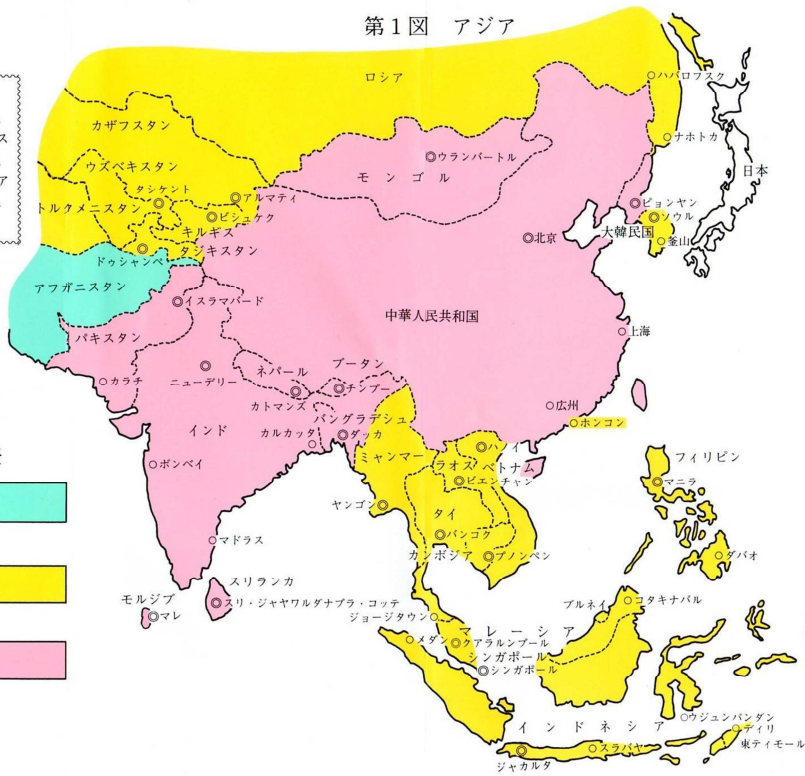 第1図 アジア
ロシア
ハバロフスク
カザフスタン
ナホトカ
ウランバートル
モンゴル
ウズベキスタン
タシケント
アルマティ
日本
トルクメニスタン
ビシュケク
ピョンヤン
ソウル
キルギス
大韓民国
釜山
北京
タジキスタン
ドゥシャンベ
アフガニスタン
イスラマバード
中華人民共和国
パキスタン
上海
ブータン
ネパール
ニューデリー
カラチ
チンプー
カトマンズ
広州
バングラデシュ
ホンコン
インド
カルカッタ
ダッカ
ハノイ
ミャンマー
フィリピン
ボンベイ
ラオス
ベトナム
ビエンチャン
マニラ
ヤンゴン
タイ
マドラス
バンコク
カンボジア
プノンペン
ダバオ
スリランカ
モルジブ
マレ
スリ・ジャヤワルダナプラ・コッテ
ブルネイ
コタキナバル
ジョージタウン
マレーシア
メダン
クアラルンプール
シンガポール
シンガポール
ウジュンパンダン
インドネシア
ディリ
東ティモール
スラバヤ
ジャカルタ
ス
ア